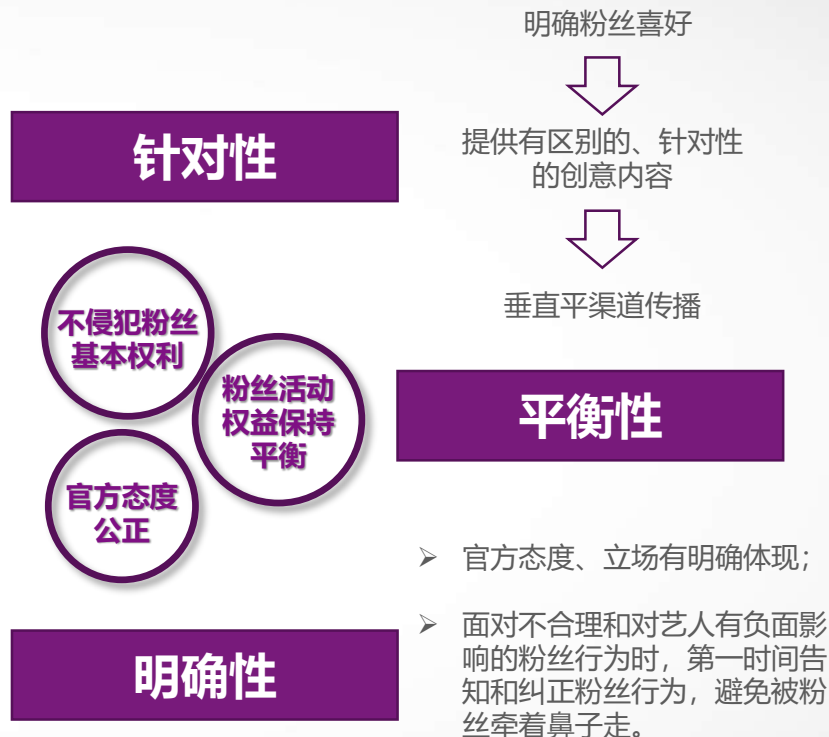 针对性
明确粉丝喜好
提供有区别的、针对性
的创意内容
垂直平渠道传播
不侵犯粉丝
基本权利
粉丝活动
权益保持
平衡
官方态度
公正
平衡性
明确性
➢ 官方态度、立场有明确体现；
➢ 面对不合理和对艺人有负面影
响的粉丝行为时，第一时间告
知和纠正粉丝行为，避免被粉
丝牵着鼻子走。